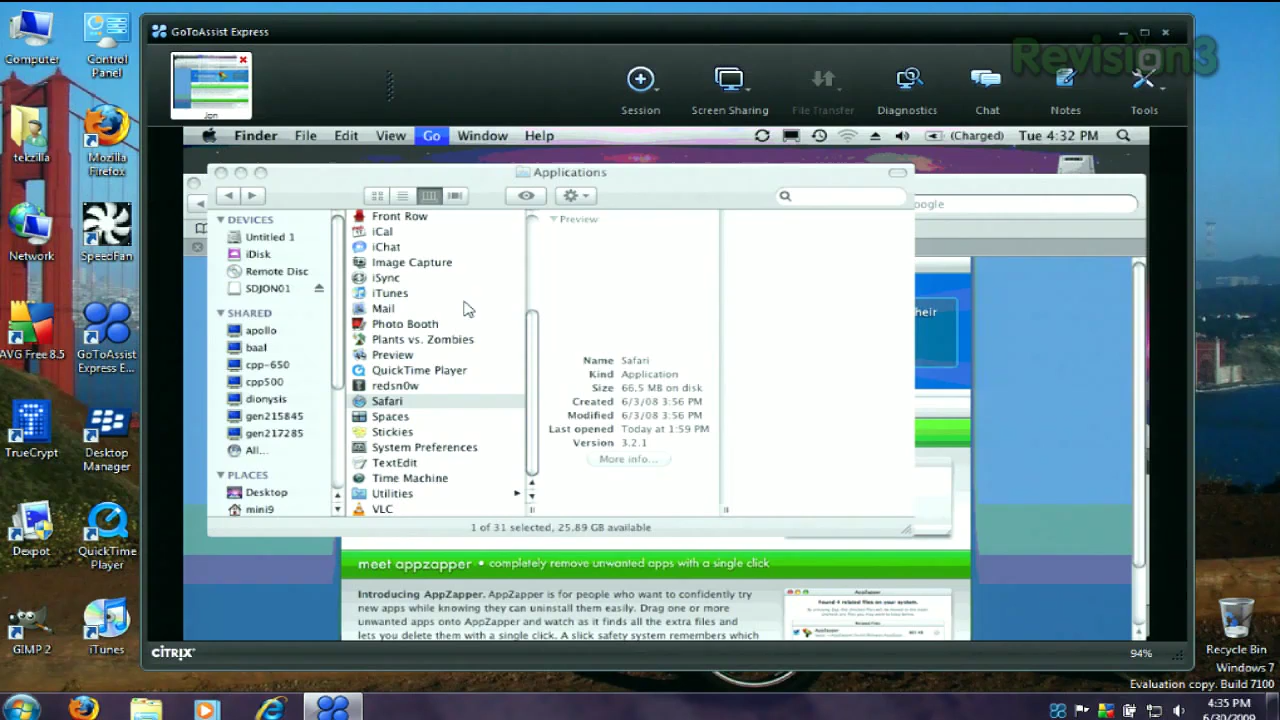 GoToAssist Express
Revision3
Jon
Session
Screen Sharing
File Transfer
Diagnostics
Chat
Notes
Tools
Finder File Edit View Go Window Help
(Charged) Tue 4:32 PM
Applications
oogle
DEVICES
Untitled 1
iDisk
Remote Disc
SDJON01
SHARED
apollo
baal
cpp-650
cpp500
dionysis
gen215845
gen217285
All...
PLACES
Desktop
mini9
Front Row
iCal
iChat
Image Capture
iSync
iTunes
Mail
Photo Booth
Plants vs. Zombies
Preview
QuickTime Player
redsn0w
Safari
Spaces
Stickies
System Preferences
TextEdit
Time Machine
Utilities
VLC
Preview
Name Safari
Kind Application
Size 66.5 MB on disk
Created 6/3/08 3:56 PM
Modified 6/3/08 3:56 PM
Last opened Today at 1:59 PM
Version 3.2.1
More info...
1 of 31 selected, 25.89 GB available
heir
meet appzapper • completely remove unwanted apps with a single click
Introducing AppZapper. AppZapper is for people who want to confidently try
new apps while knowing they can uninstall them easily. Drag one or more
unwanted apps onto AppZapper and watch as it finds all the extra files and
lets you delete them with a single click. A slick safety system remembers which
AppZapper
Found 4 related files on your system.
CITRIX
94%
Computer
Control
Panel
tekzilla
Mozilla
Firefox
Network
SpeedFan
AVG Free 8.5
GoToAssist
Express E...
TrueCrypt
Desktop
Manager
Dexpot
QuickTime
Player
GIMP 2
iTunes
Recycle Bin
Windows 7
Evaluation copy. Build 7100
4:35 PM
6/30/2009